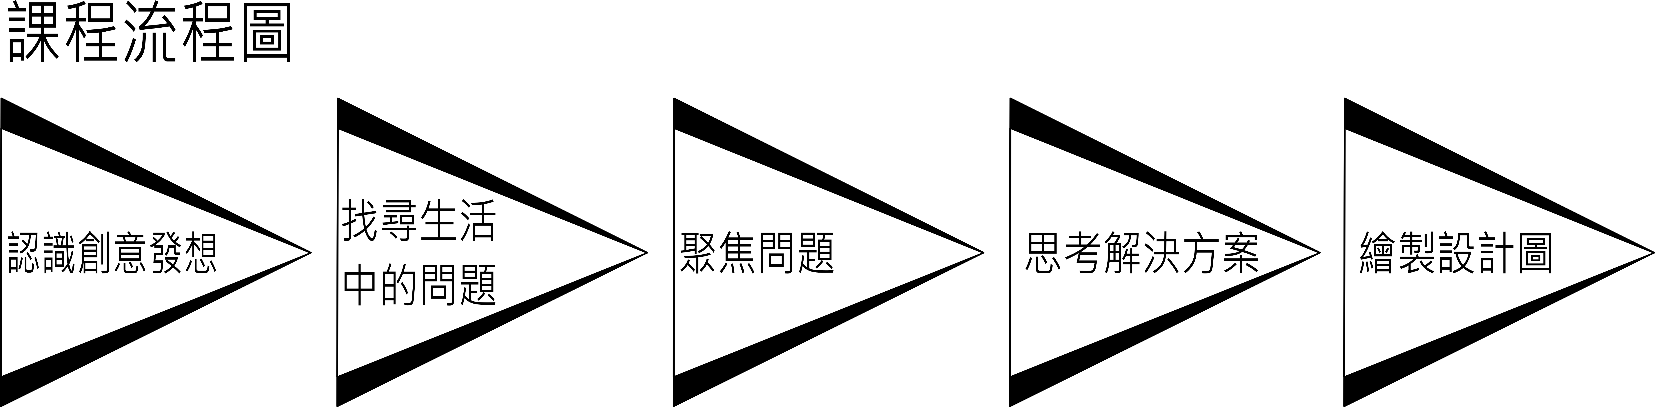 課程流程圖
認識創意發想
找尋生活
中的問題
聚焦問題
思考解決方案
繪製設計圖